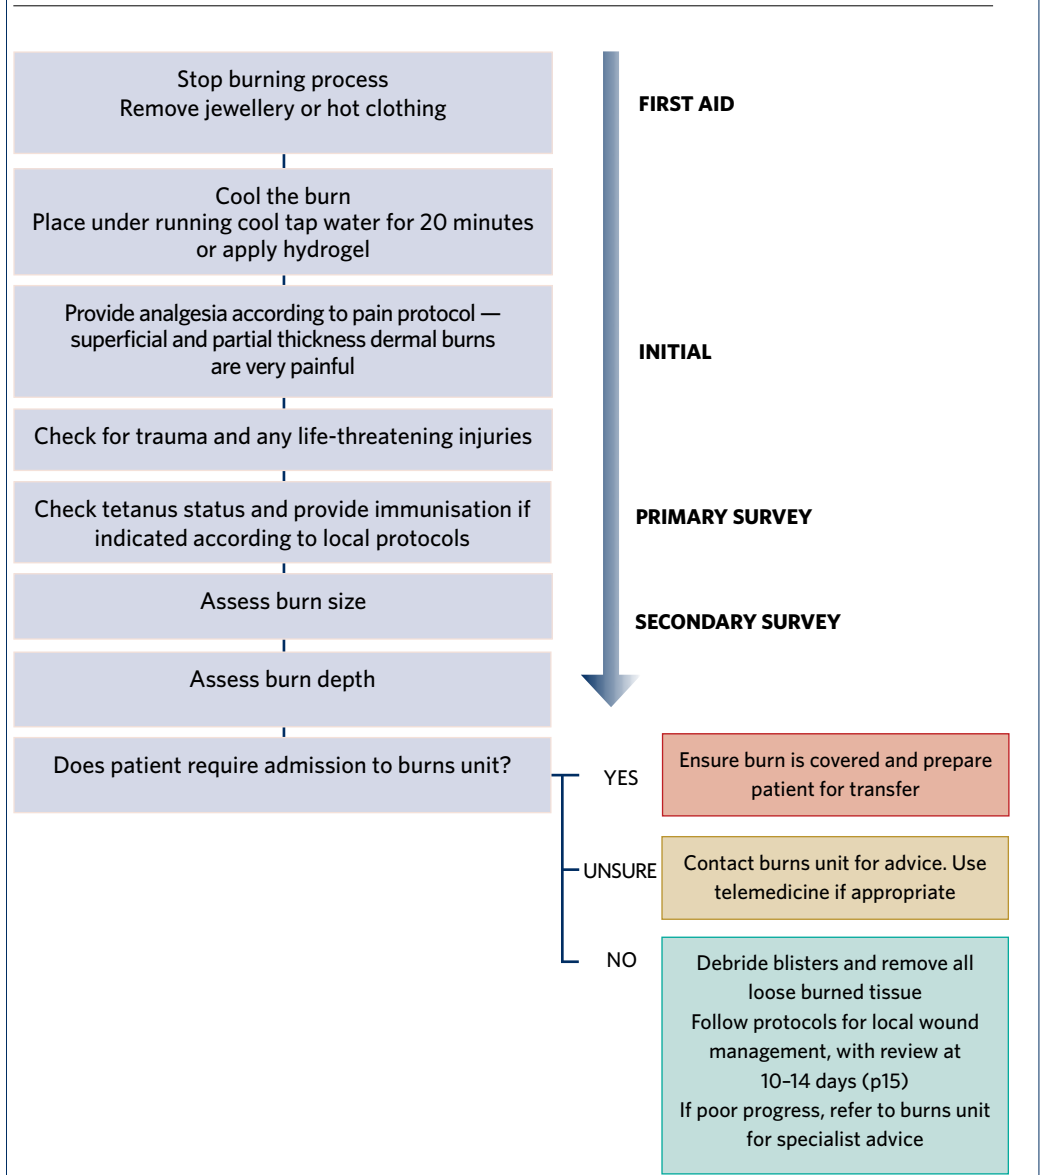 Stop burning process
Remove jewellery or hot clothing
FIRST AID
Cool the burn
Place under running cool tap water for 20 minutes
or apply hydrogel
Provide analgesia according to pain protocol —
superficial and partial thickness dermal burns
are very painful
INITIAL
Check for trauma and any life-threatening injuries
Check tetanus status and provide immunisation if
indicated according to local protocols
PRIMARY SURVEY
Assess burn size
SECONDARY SURVEY
Assess burn depth
Does patient require admission to burns unit?
YES
Ensure burn is covered and prepare
patient for transfer
UNSURE
Contact burns unit for advice. Use
telemedicine if appropriate
NO
Debride blisters and remove all
loose burned tissue
Follow protocols for local wound
management, with review at
10–14 days (p15)
If poor progress, refer to burns unit
for specialist advice